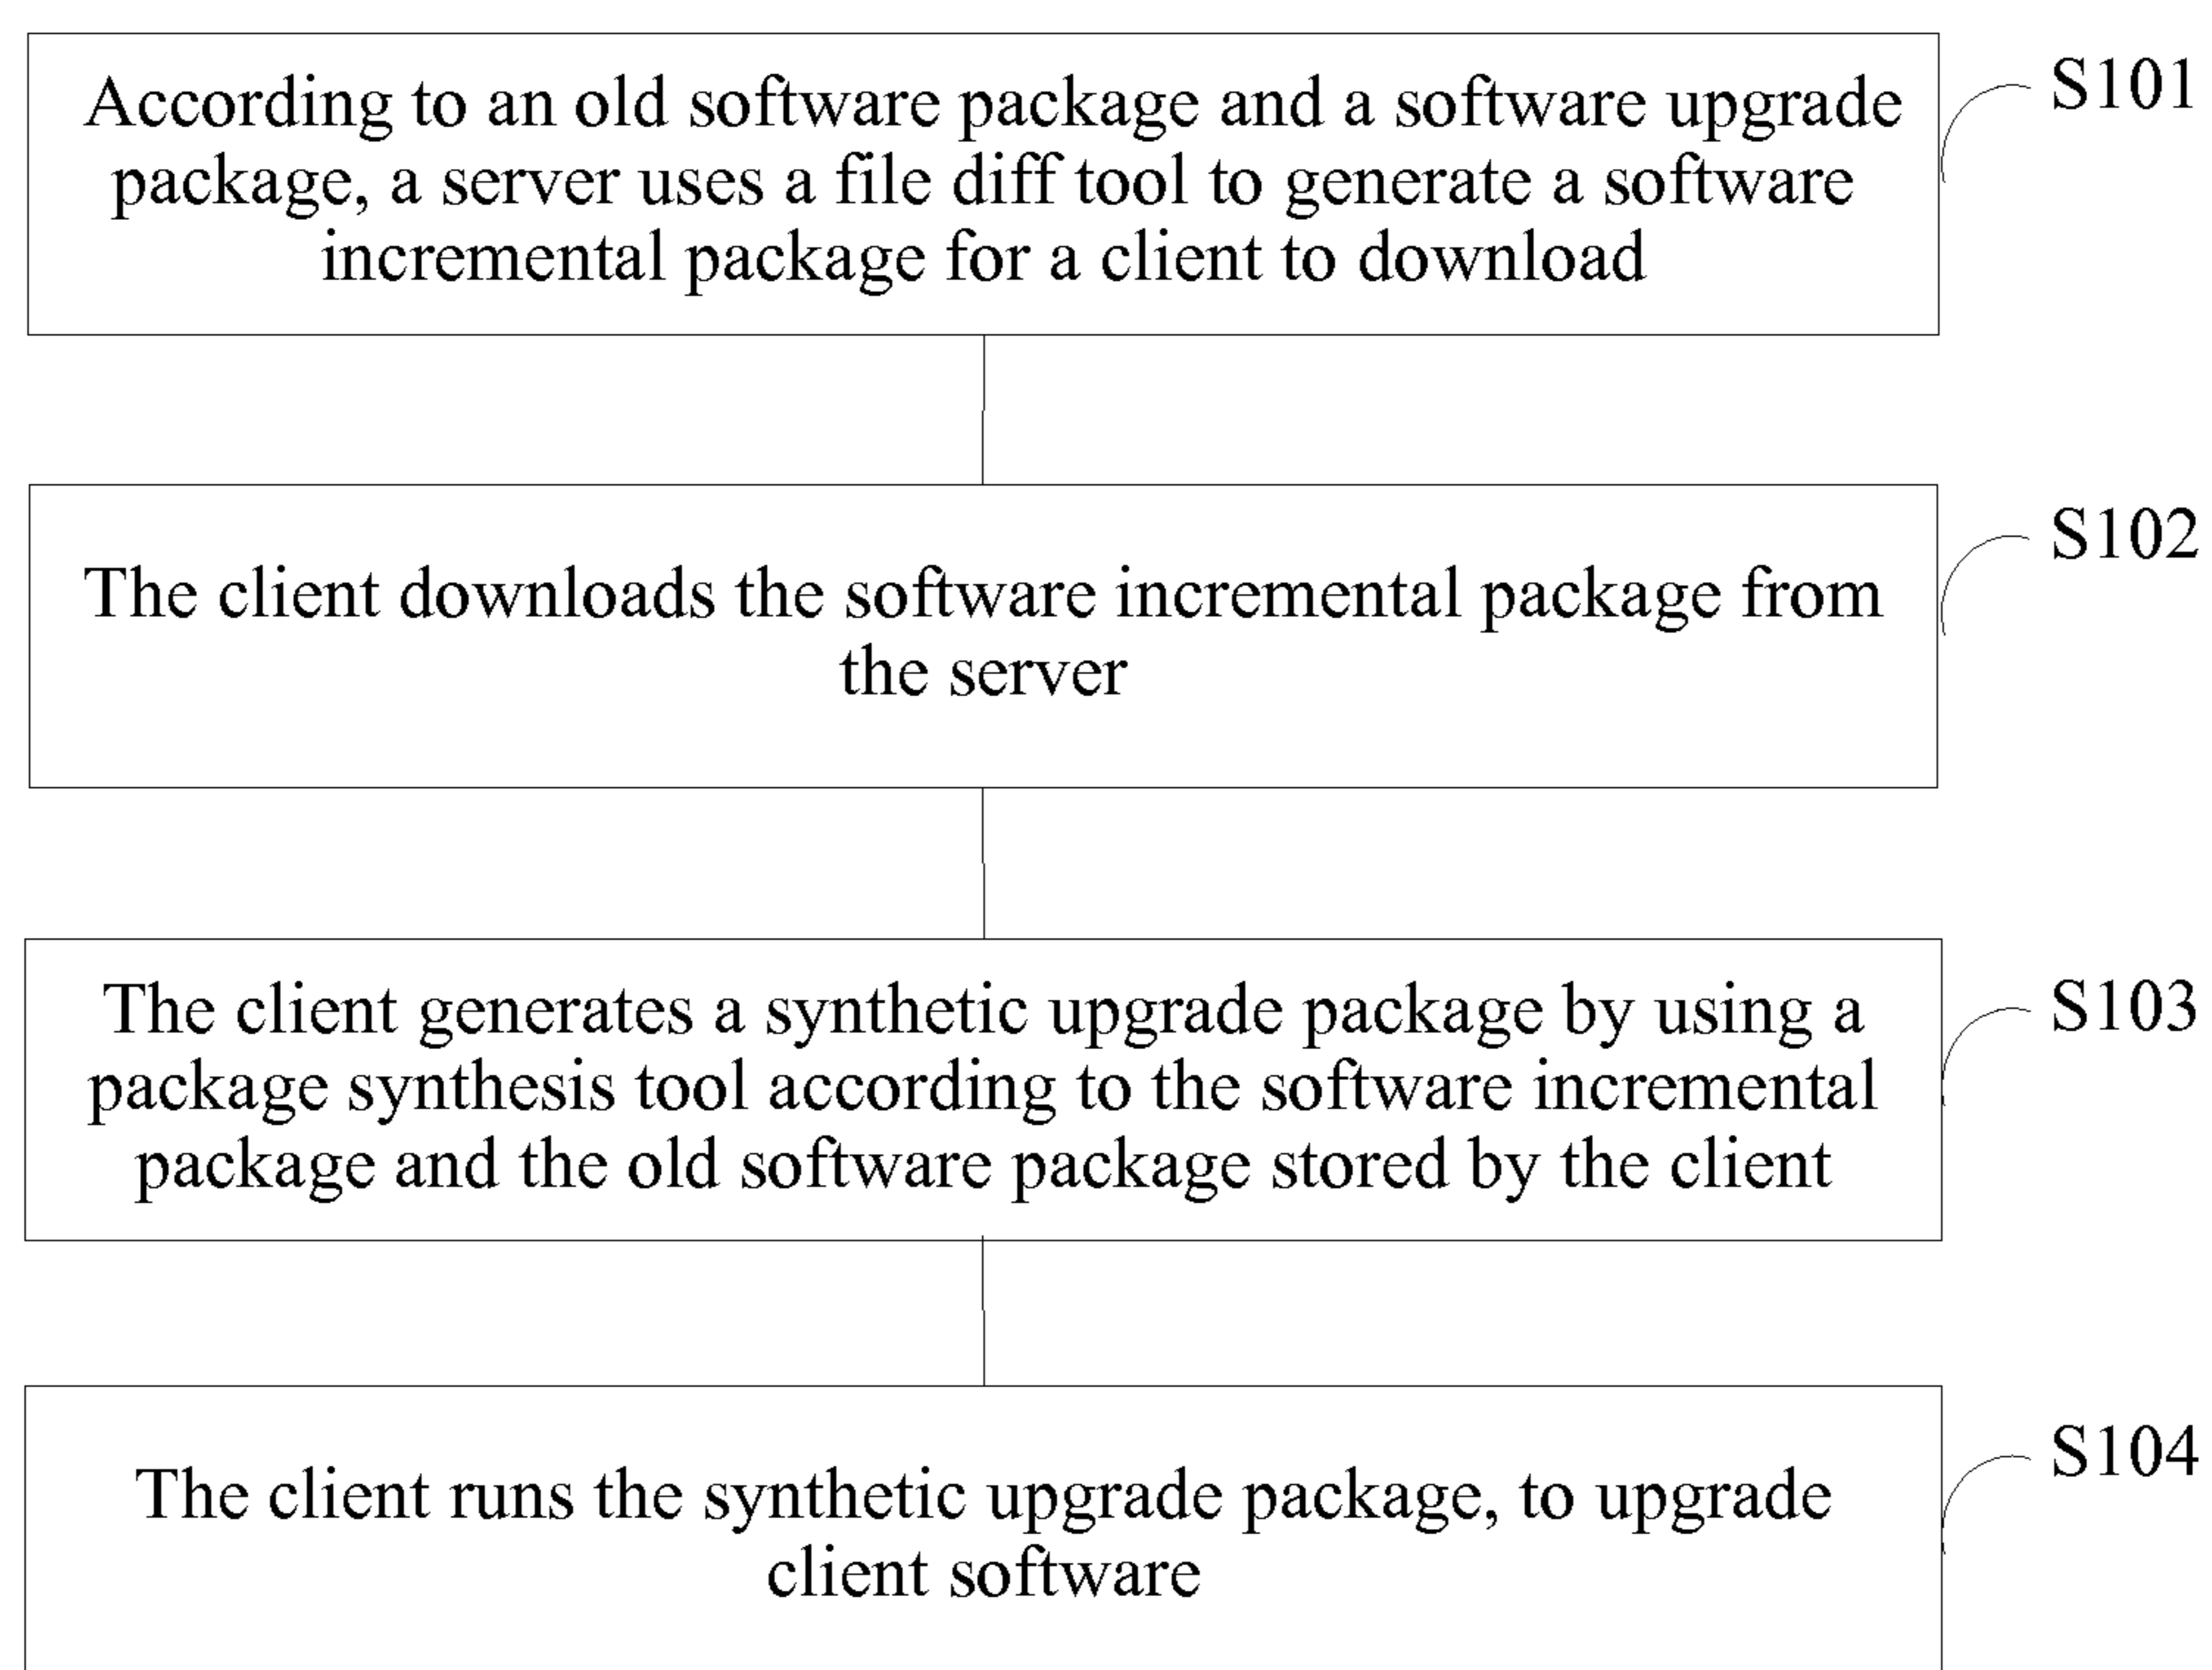 According to an old software package and a software upgrade
package, a server uses a file diff tool to generate a software
incremental package for a client to download
S101
The client downloads the software incremental package from
the server
S102
The client generates a synthetic upgrade package by using a
package synthesis tool according to the software incremental
package and the old software package stored by the client
S103
The client runs the synthetic upgrade package, to upgrade
client software
S104